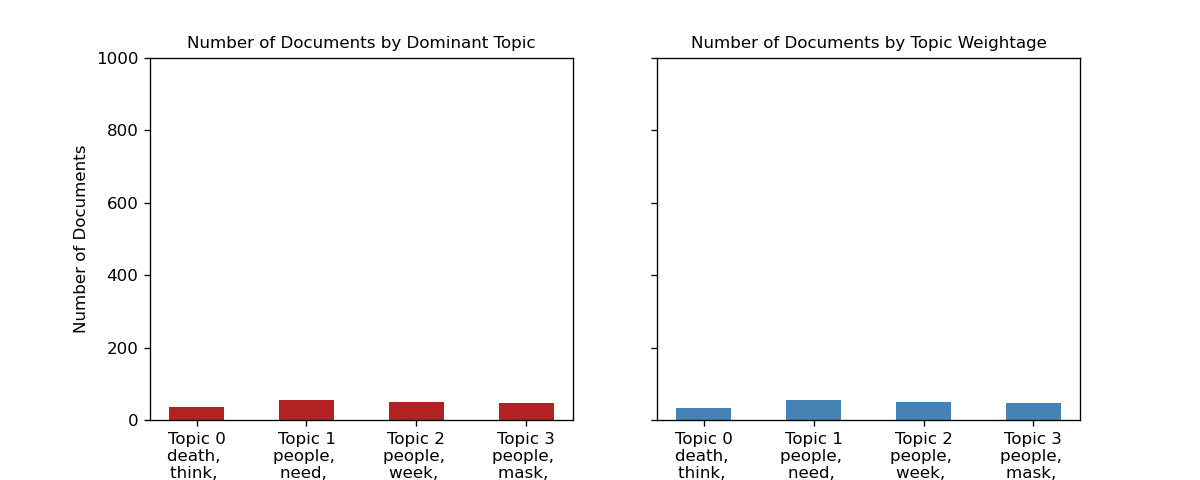 Number of Documents by Dominant Topic
Number of Documents
1000
800
600
400
200
0
Topic 0
death,
think,
Topic 1
people,
need,
Topic 2
people,
week,
Topic 3
people,
mask,
Number of Documents by Topic Weightage
Topic 0
death,
think,
Topic 1
people,
need,
Topic 2
people,
week,
Topic 3
people,
mask,